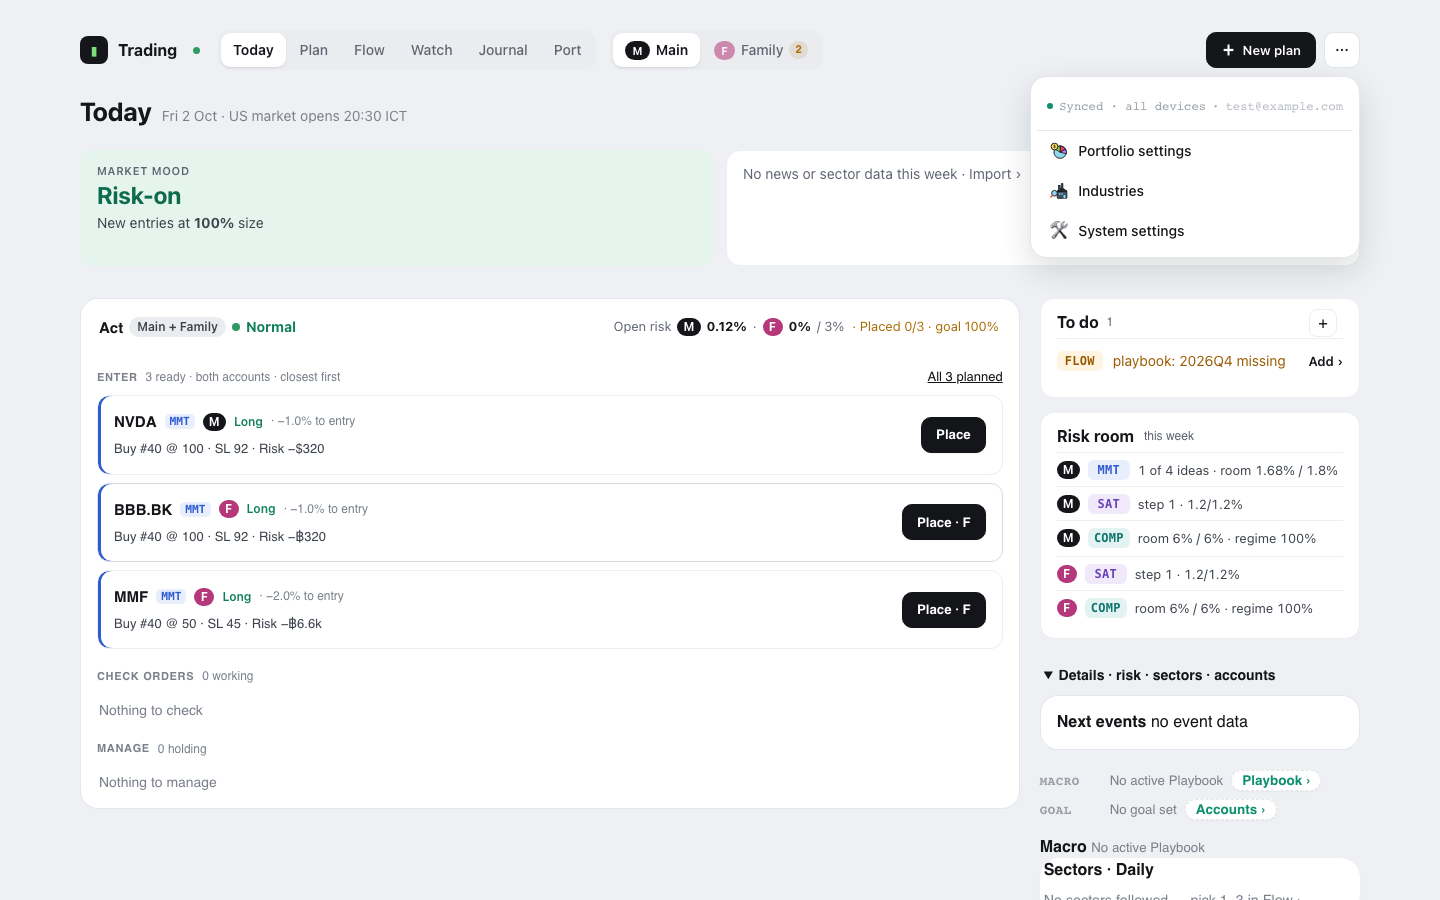 Trading
Today Plan Flow Watch Journal Port
M Main F Family 2
+ New plan ···
Today Fri 2 Oct · US market opens 20:30 ICT
Synced · all devices · test@example.com
Portfolio settings
Industries
System settings
MARKET MOOD
Risk-on
New entries at 100% size
No news or sector data this week · Import ›
Act Main + Family Normal
Open risk M 0.12% · F 0% / 3% · Placed 0/3 · goal 100%
ENTER 3 ready · both accounts · closest first
All 3 planned
NVDA MMT M Long · −1.0% to entry
Buy #40 @ 100 · SL 92 · Risk −$320
Place
BBB.BK MMT F Long · −1.0% to entry
Buy #40 @ 100 · SL 92 · Risk −฿320
Place · F
MMF MMT F Long · −2.0% to entry
Buy #40 @ 50 · SL 45 · Risk −฿6.6k
Place · F
CHECK ORDERS 0 working
Nothing to check
MANAGE 0 holding
Nothing to manage
To do 1 +
FLOW playbook: 2026Q4 missing Add ›
Risk room this week
M MMT 1 of 4 ideas · room 1.68% / 1.8%
M SAT step 1 · 1.2/1.2%
M COMP room 6% / 6% · regime 100%
F SAT step 1 · 1.2/1.2%
F COMP room 6% / 6% · regime 100%
▼ Details · risk · sectors · accounts
Next events no event data
MACRO No active Playbook Playbook ›
GOAL No goal set Accounts ›
Macro No active Playbook
Sectors · Daily
No sectors followed — pick 1–3 in Flow ·